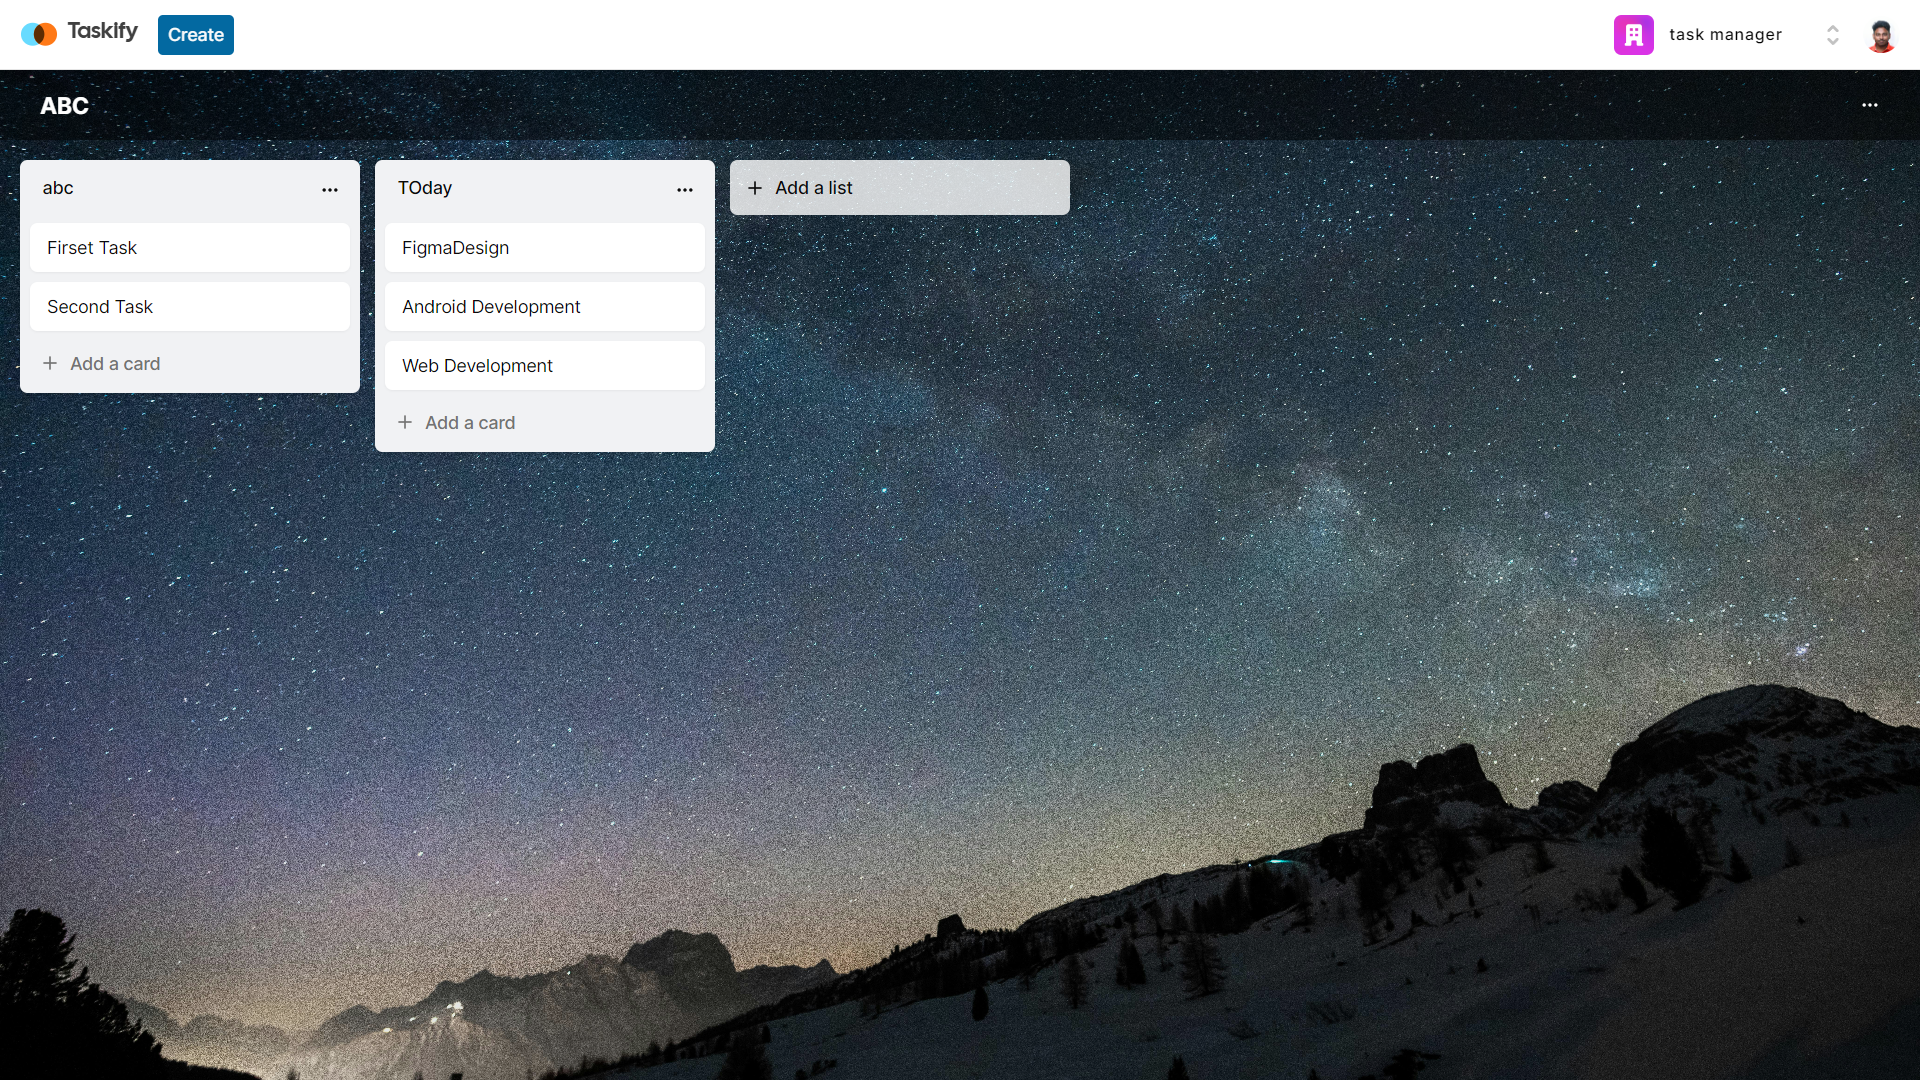 Taskify
Create
task manager
ABC
abc
Firset Task
Second Task
Add a card
TOday
FigmaDesign
Android Development
Web Development
Add a card
Add a list